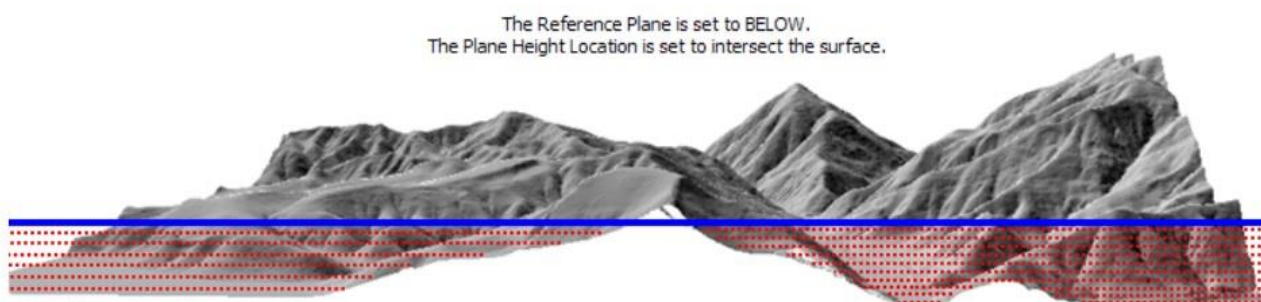 The Reference Plane is set to BELOW.
The Plane Height Location is set to intersect the surface.